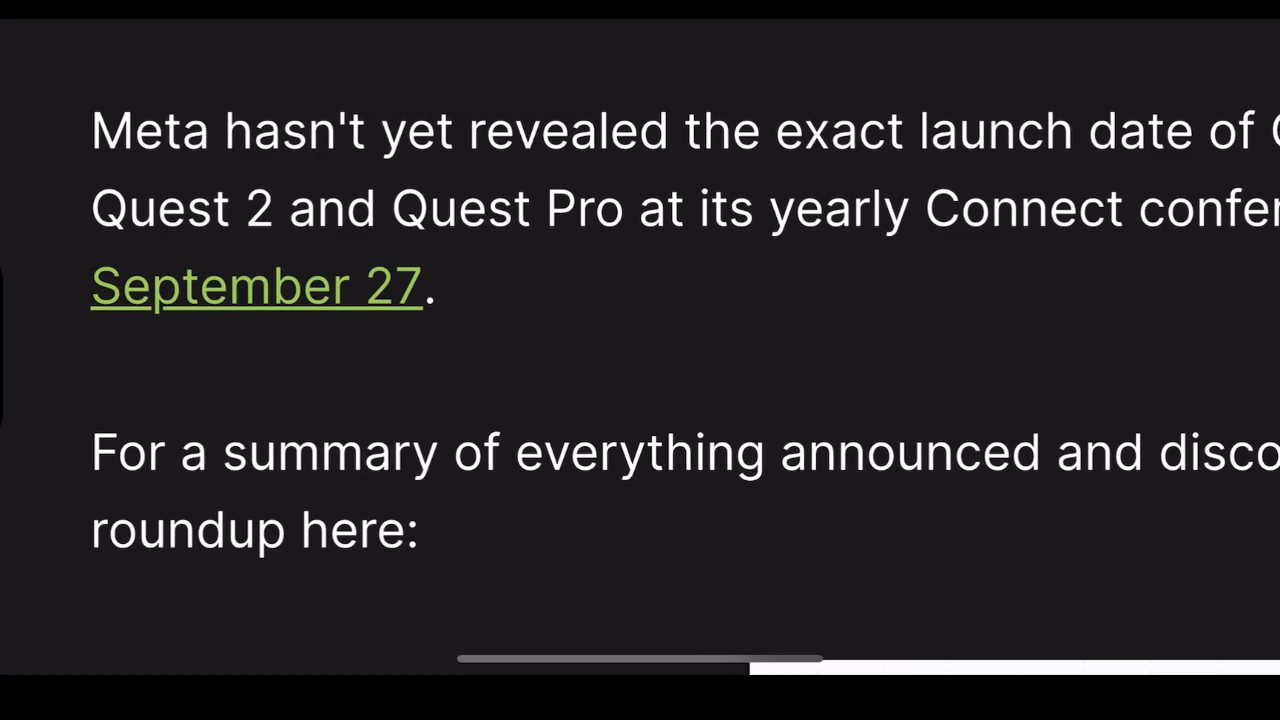 Meta hasn't yet revealed the exact launch date of
Quest 2 and Quest Pro at its yearly Connect
September 27.
For a summary of everything announced and
roundup here: